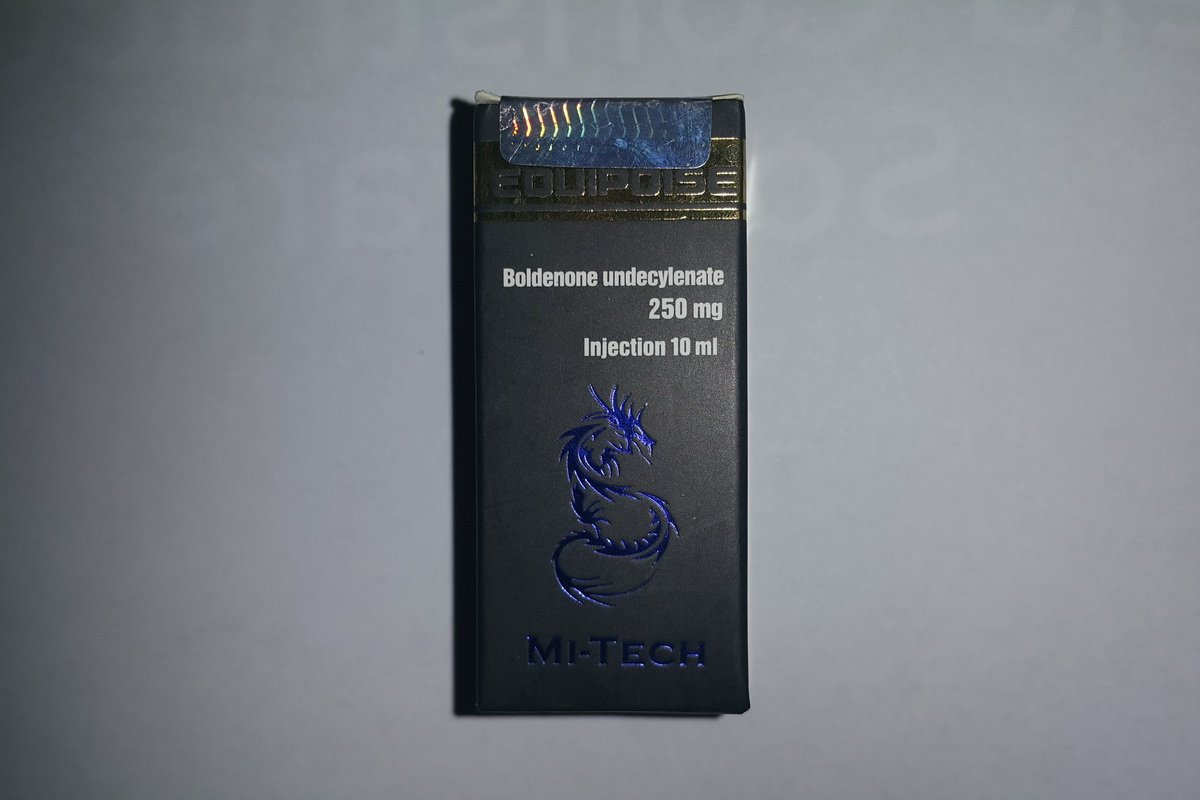 EQUIPOISE
Boldenone undecylenate
250 mg
Injection 10 ml
MI-TECH